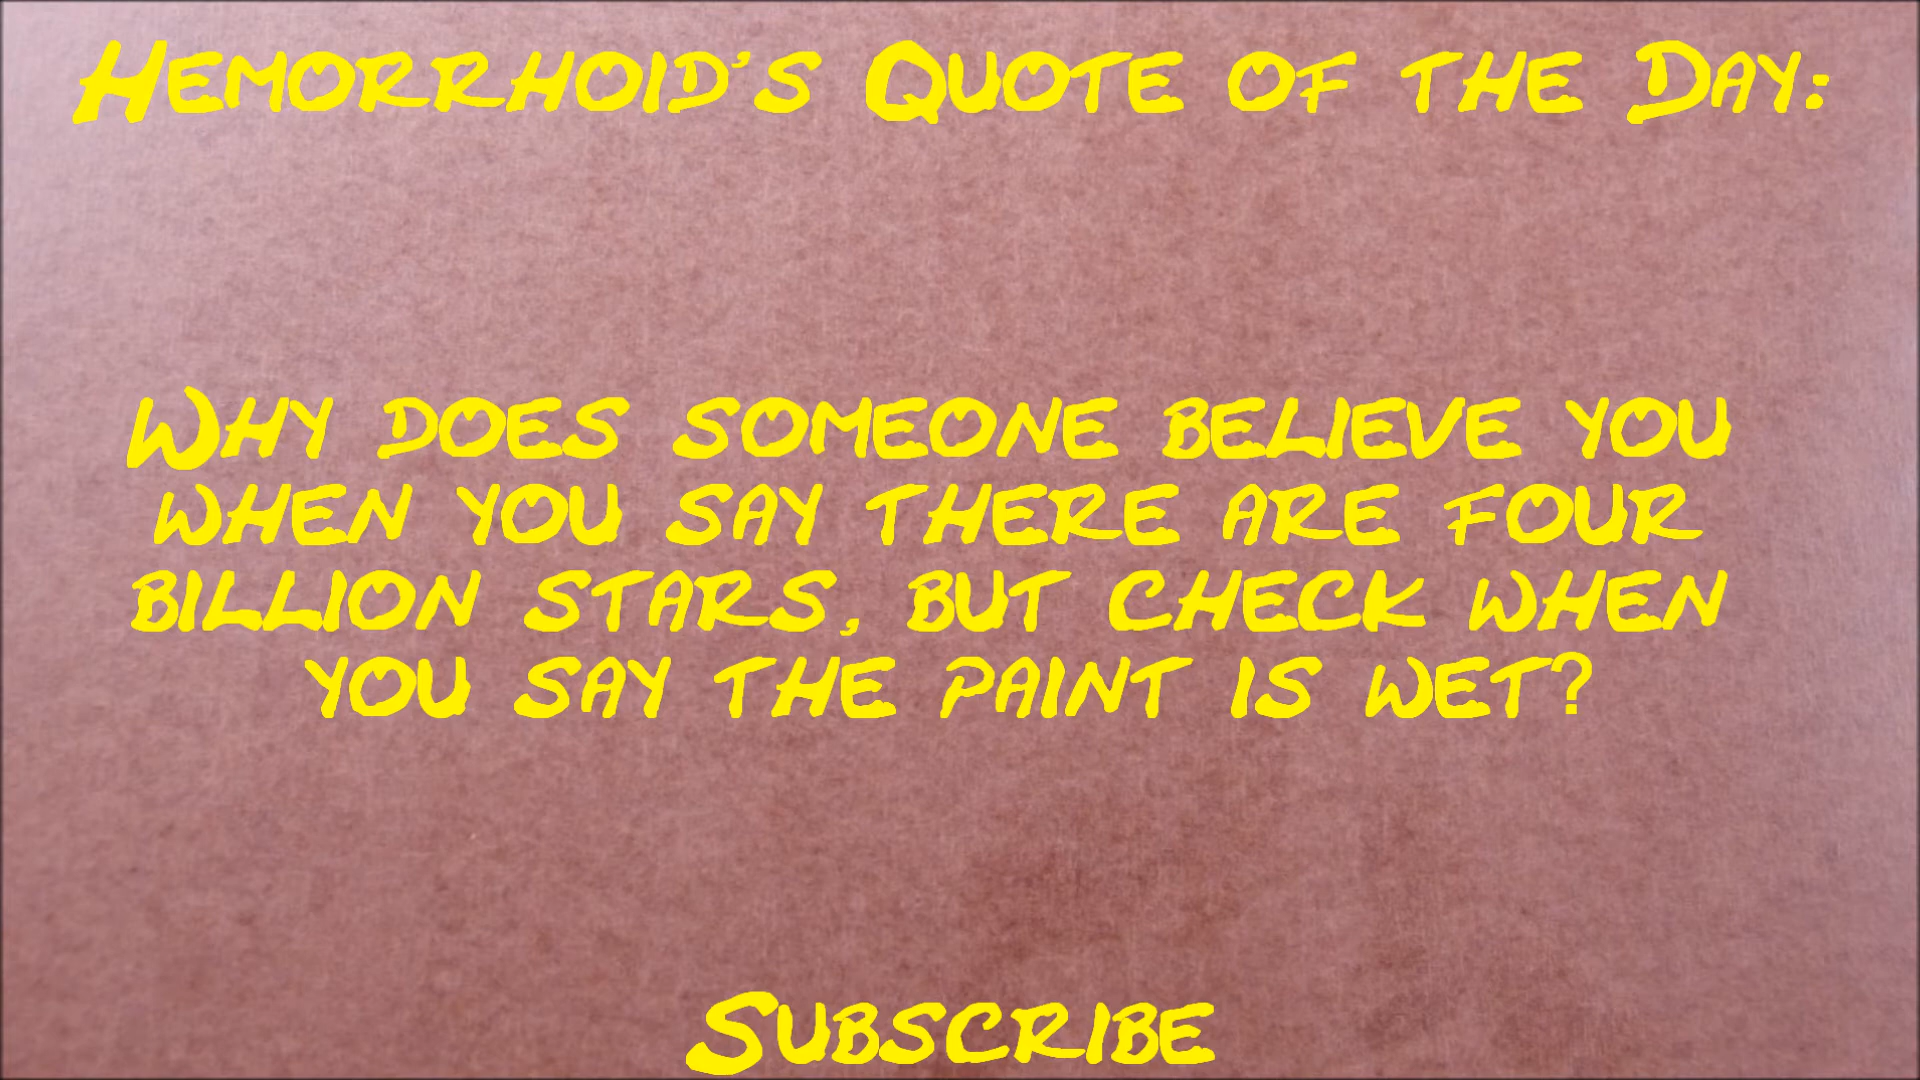 Hemorrhoid's Quote of the Day:
Why does someone believe you
when you say there are four
billion stars, but check when
you say the paint is wet?
Subscribe